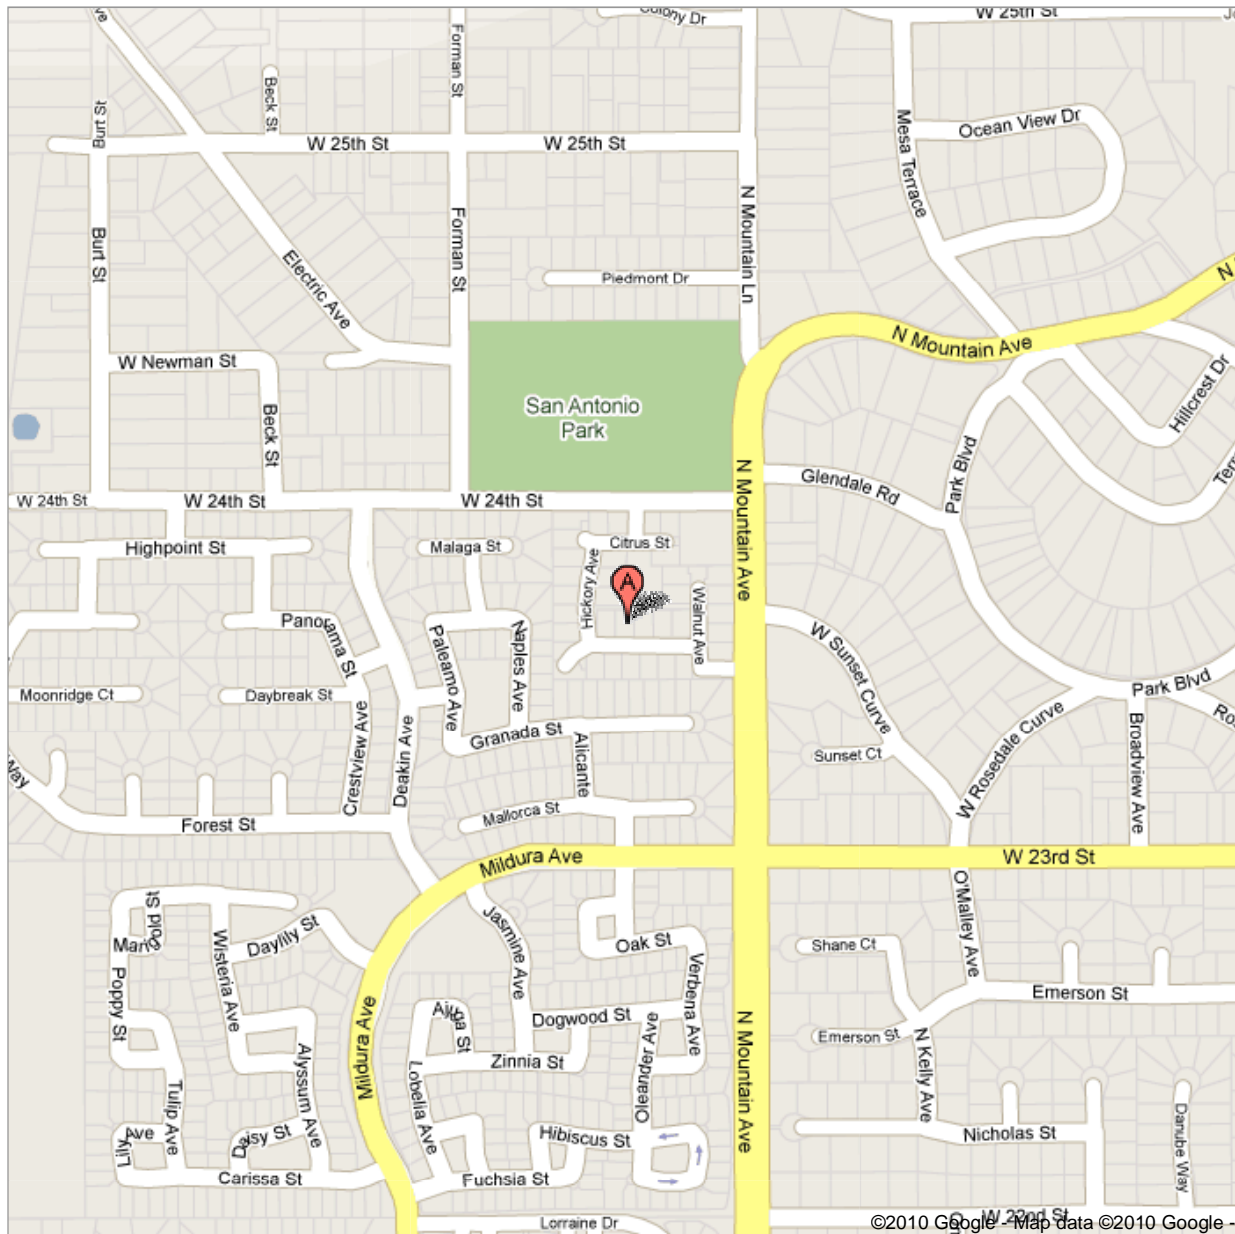 ve
Colony Dr
W 25th St
Forman St
Beck St
Burt St
W 25th St
W 25th St
Ocean View Dr
Mesa Terrace
N Mountain Ln
Burt St
Forman St
Electric Ave
Piedmont Dr
N Mountain Ave
W Newman St
San Antonio
Park
Hillcrest Dr
Beck St
Park Blvd
Glendale Rd
W 24th St
W 24th St
W 24th St
N Mountain Ave
Highpoint St
Malaga St
Citrus St
Hickory Ave
A
Walnut Ave
Panorama St
Palearno Ave
Naples Ave
W Sunset Curve
Moonridge Ct
Daybreak St
Park Blvd
Crestview Ave
Deakin Ave
Granada St
Alicante
Sunset Ct
W Rosedale Curve
Broadview Ave
Way
Forest St
Mallorca St
Mildura Ave
W 23rd St
Marigold St
Daylily St
Wisteria Ave
Jasmine Ave
Oak St
Shane Ct
O'Malley Ave
Poppy St
Verbena Ave
Emerson St
Ajuga St
Dogwood St
Mildura Ave
Zinnia St
Oleander Ave
N Mountain Ave
Emerson St
N Kelly Ave
Alyssum Ave
Lobelia Ave
Tulip Ave
Lily Ave
Daisy St
Hibiscus St
Nicholas St
Danube Way
Carissa St
Fuchsia St
Lorraine Dr
W 22nd St
©2010 Google - Map data ©2010 Google -